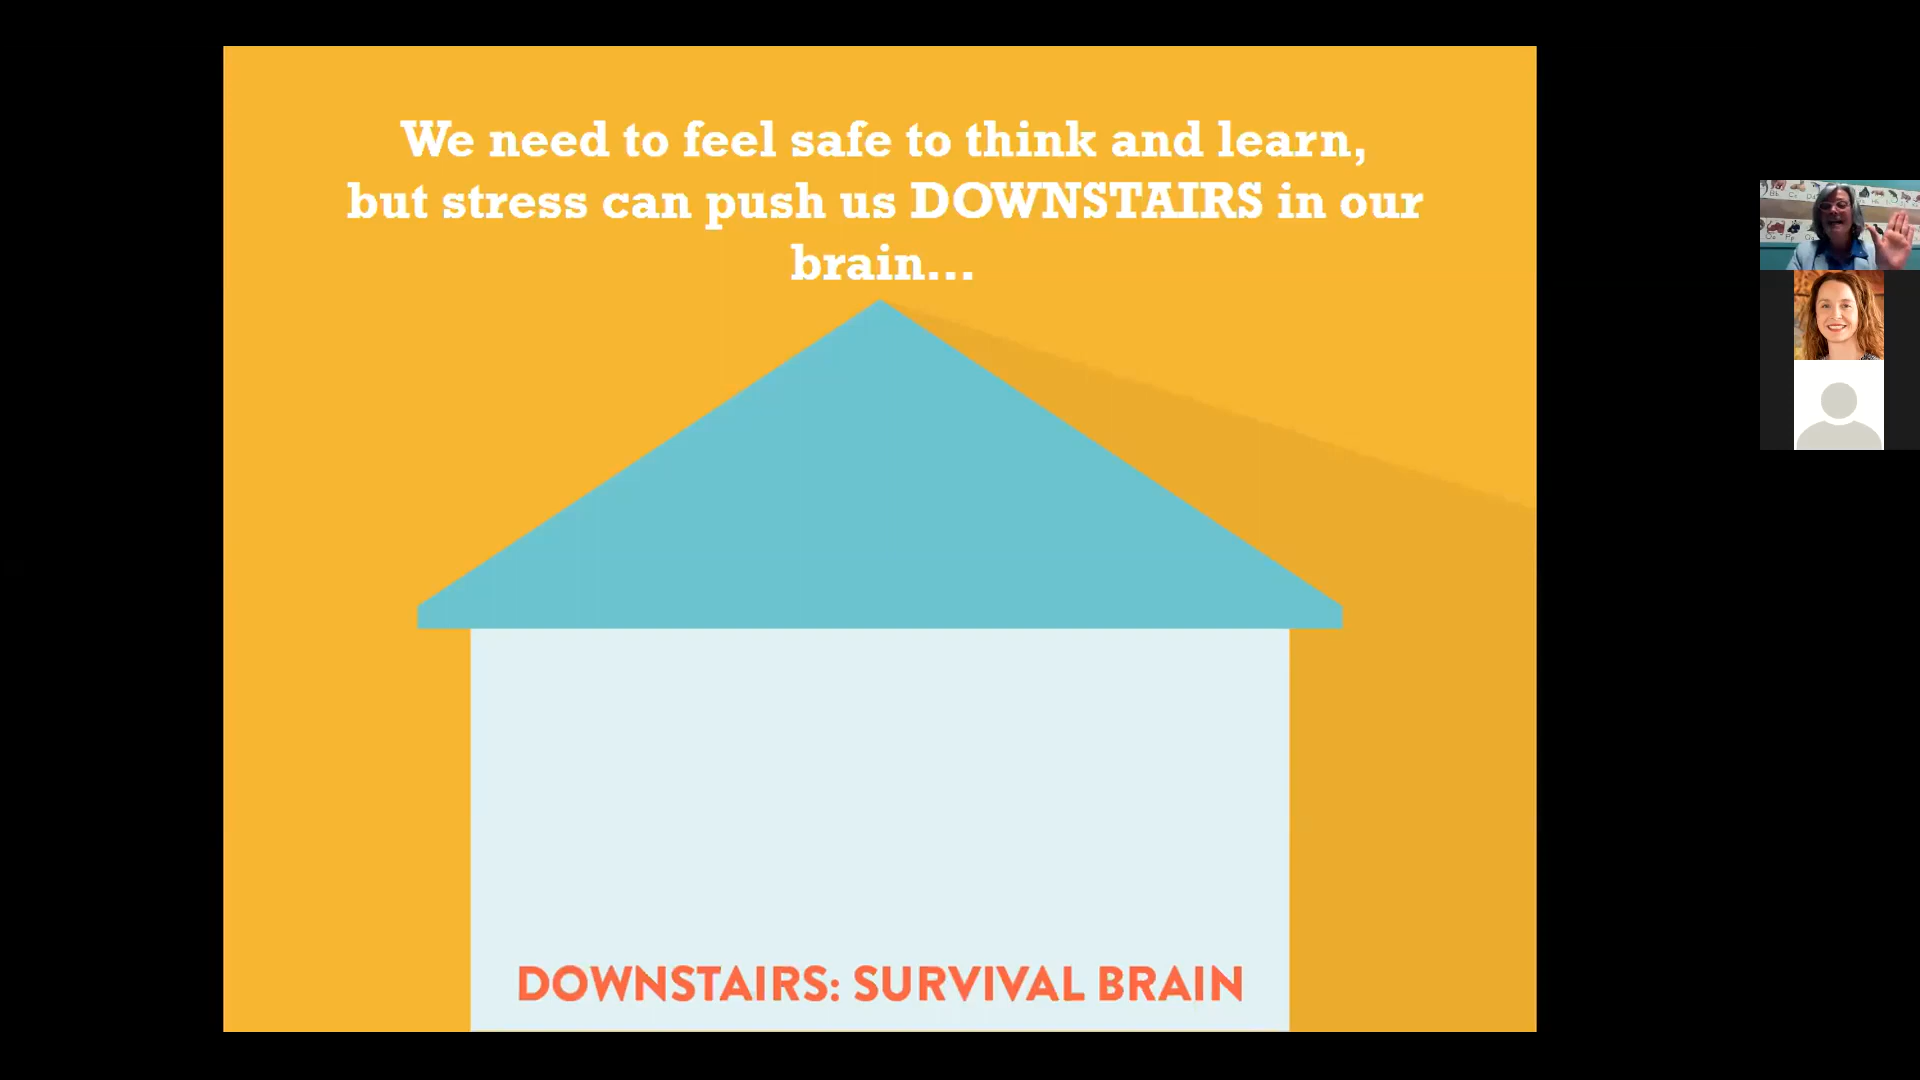 We need to feel safe to think and learn,
but stress can push us DOWNSTAIRS in our
brain...
DOWNSTAIRS: SURVIVAL BRAIN